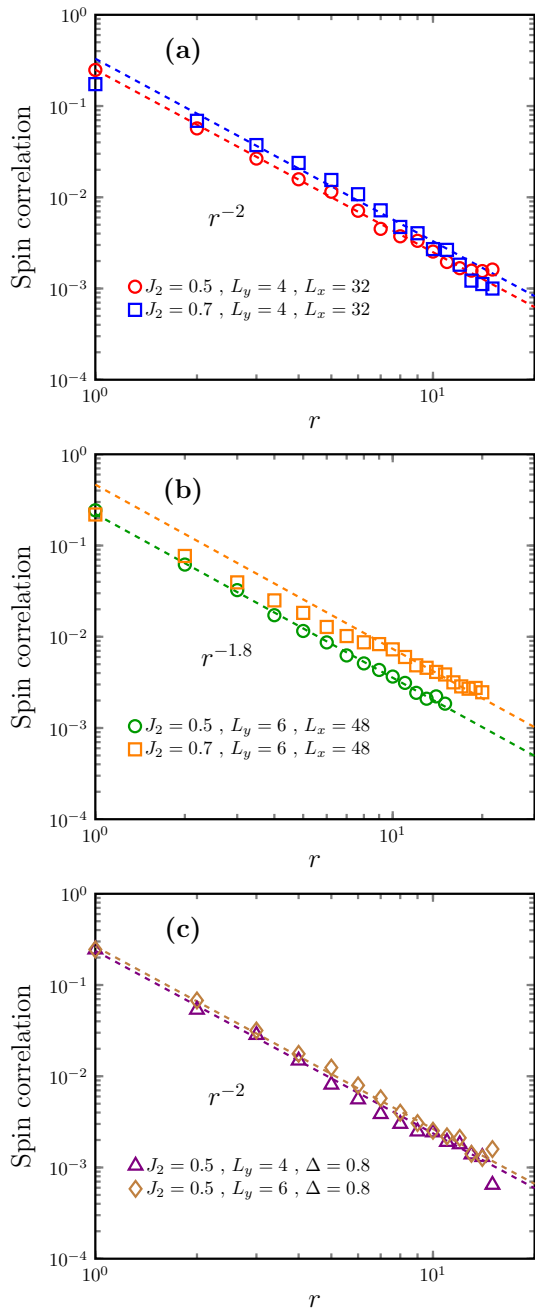 (a)
10^0
10^{-1}
10^{-2}
10^{-3}
10^{-4}
Spin correlation
r^{-2}
J_2 = 0.5 , L_y = 4 , L_x = 32
J_2 = 0.7 , L_y = 4 , L_x = 32
10^0 10^1
r
(b)
10^0
10^{-1}
10^{-2}
10^{-3}
10^{-4}
Spin correlation
r^{-1.8}
J_2 = 0.5 , L_y = 6 , L_x = 48
J_2 = 0.7 , L_y = 6 , L_x = 48
10^0 10^1
r
(c)
10^0
10^{-1}
10^{-2}
10^{-3}
10^{-4}
Spin correlation
r^{-2}
J_2 = 0.5 , L_y = 4 , Δ = 0.8
J_2 = 0.5 , L_y = 6 , Δ = 0.8
10^0 10^1
r